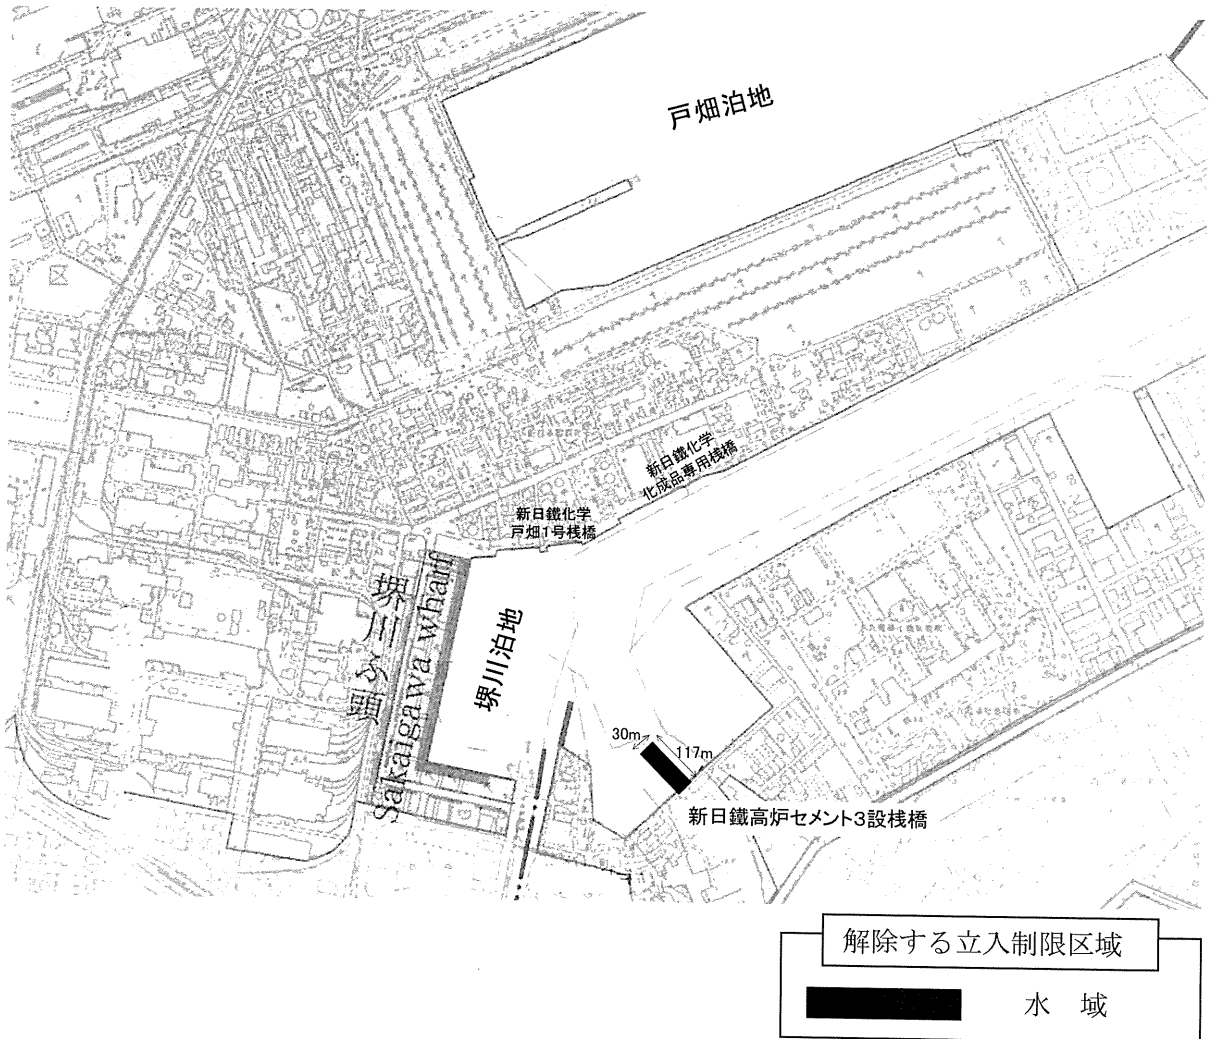 戸畑泊地
新日鐵化学
化成品専用桟橋
新日鐵化学
戸畑1号桟橋
堺川ふ頭
Sakaigawa wharf
堺川泊地
30m
117m
新日鐵高炉セメント3設桟橋
解除する立入制限区域
水 域